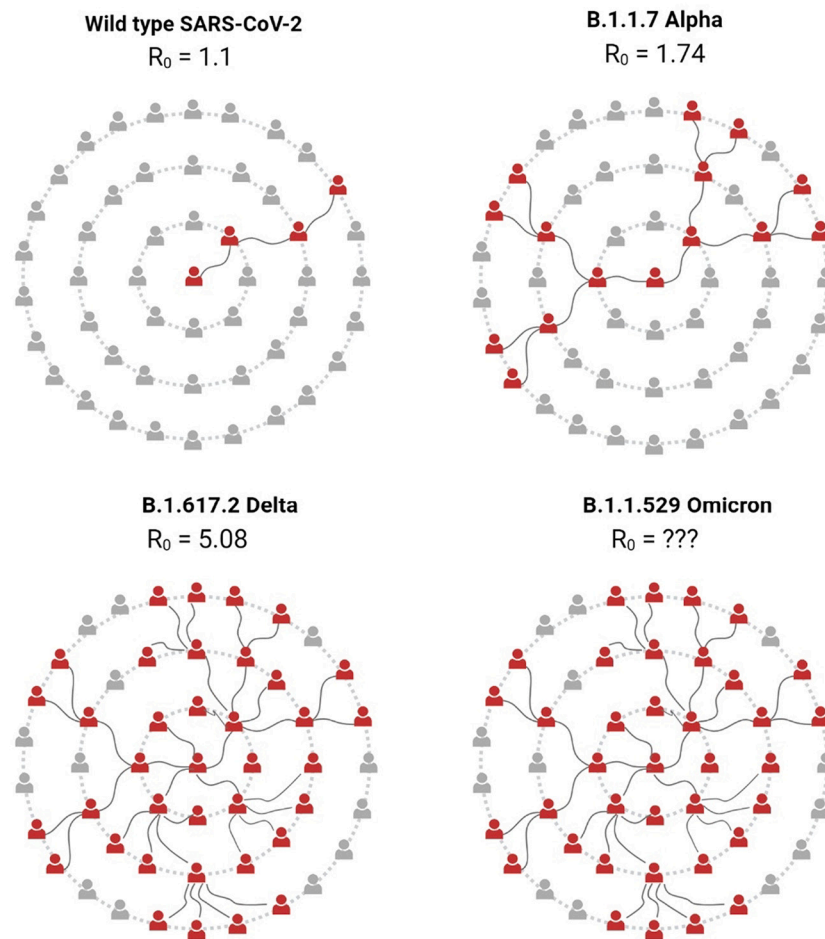 Wild type SARS-CoV-2
R₀ = 1.1
B.1.1.7 Alpha
R₀ = 1.74
B.1.617.2 Delta
R₀ = 5.08
B.1.1.529 Omicron
R₀ = ???